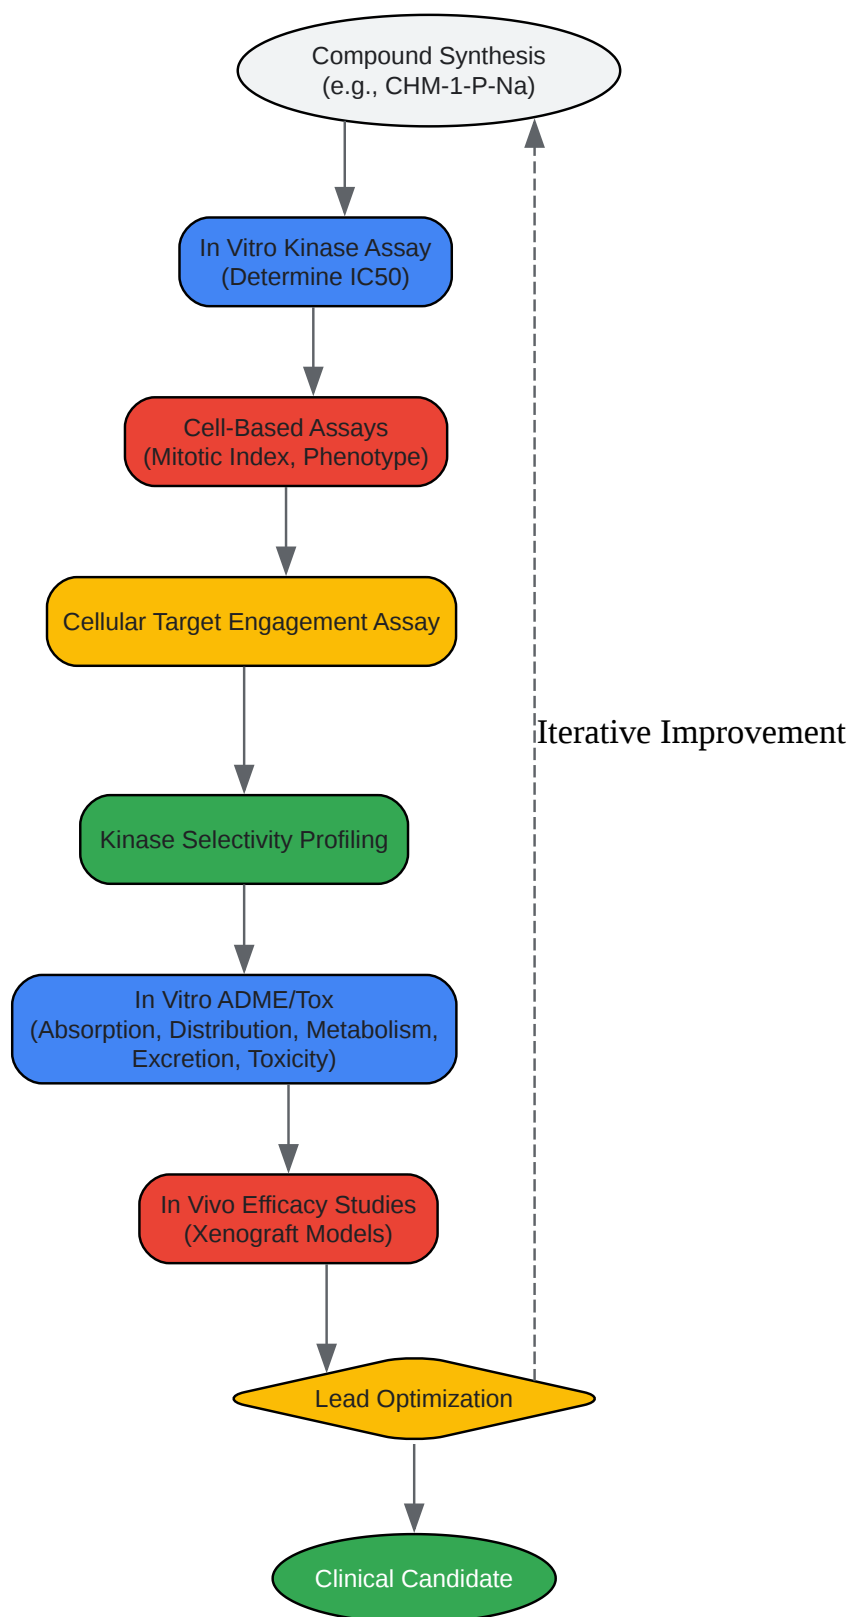 Compound Synthesis
(e.g., CHM-1-P-Na)
In Vitro Kinase Assay
(Determine IC50)
Cell-Based Assays
(Mitotic Index, Phenotype)
Cellular Target Engagement Assay
Iterative Improvement
Kinase Selectivity Profiling
In Vitro ADME/Tox
(Absorption, Distribution, Metabolism,
Excretion, Toxicity)
In Vivo Efficacy Studies
(Xenograft Models)
Lead Optimization
Clinical Candidate